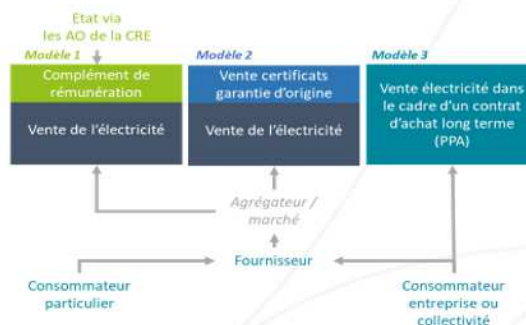 Etat via
les AO de la CRE
Modèle 1
Modèle 2
Modèle 3
Complément de
rémunération
Vente de l'électricité
Vente certificats
garantie d'origine
Vente de l'électricité
Vente électricité dans
le cadre d'un contrat
d'achat long terme
(PPA)
Agrégateur /
marché
Fournisseur
Consommateur
particulier
Consommateur
entreprise ou
collectivité